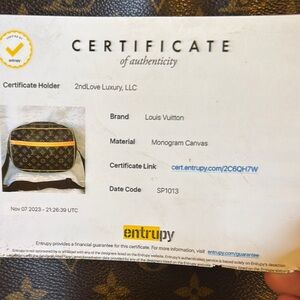 CERTIFICATE
of authenticity
entrupy
Certificate Holder 2ndLove Luxury, LLC
Brand Louis Vuitton
Material Monogram Canvas
Certificate Link cert.entrupy.com/2C6QH7W
Date Code SP1013
Nov 07 2023 - 21:26:39 UTC
entrupy
Entrupy provides a financial guarantee for this certificate. For more information, visit entrupy.com/guarantee